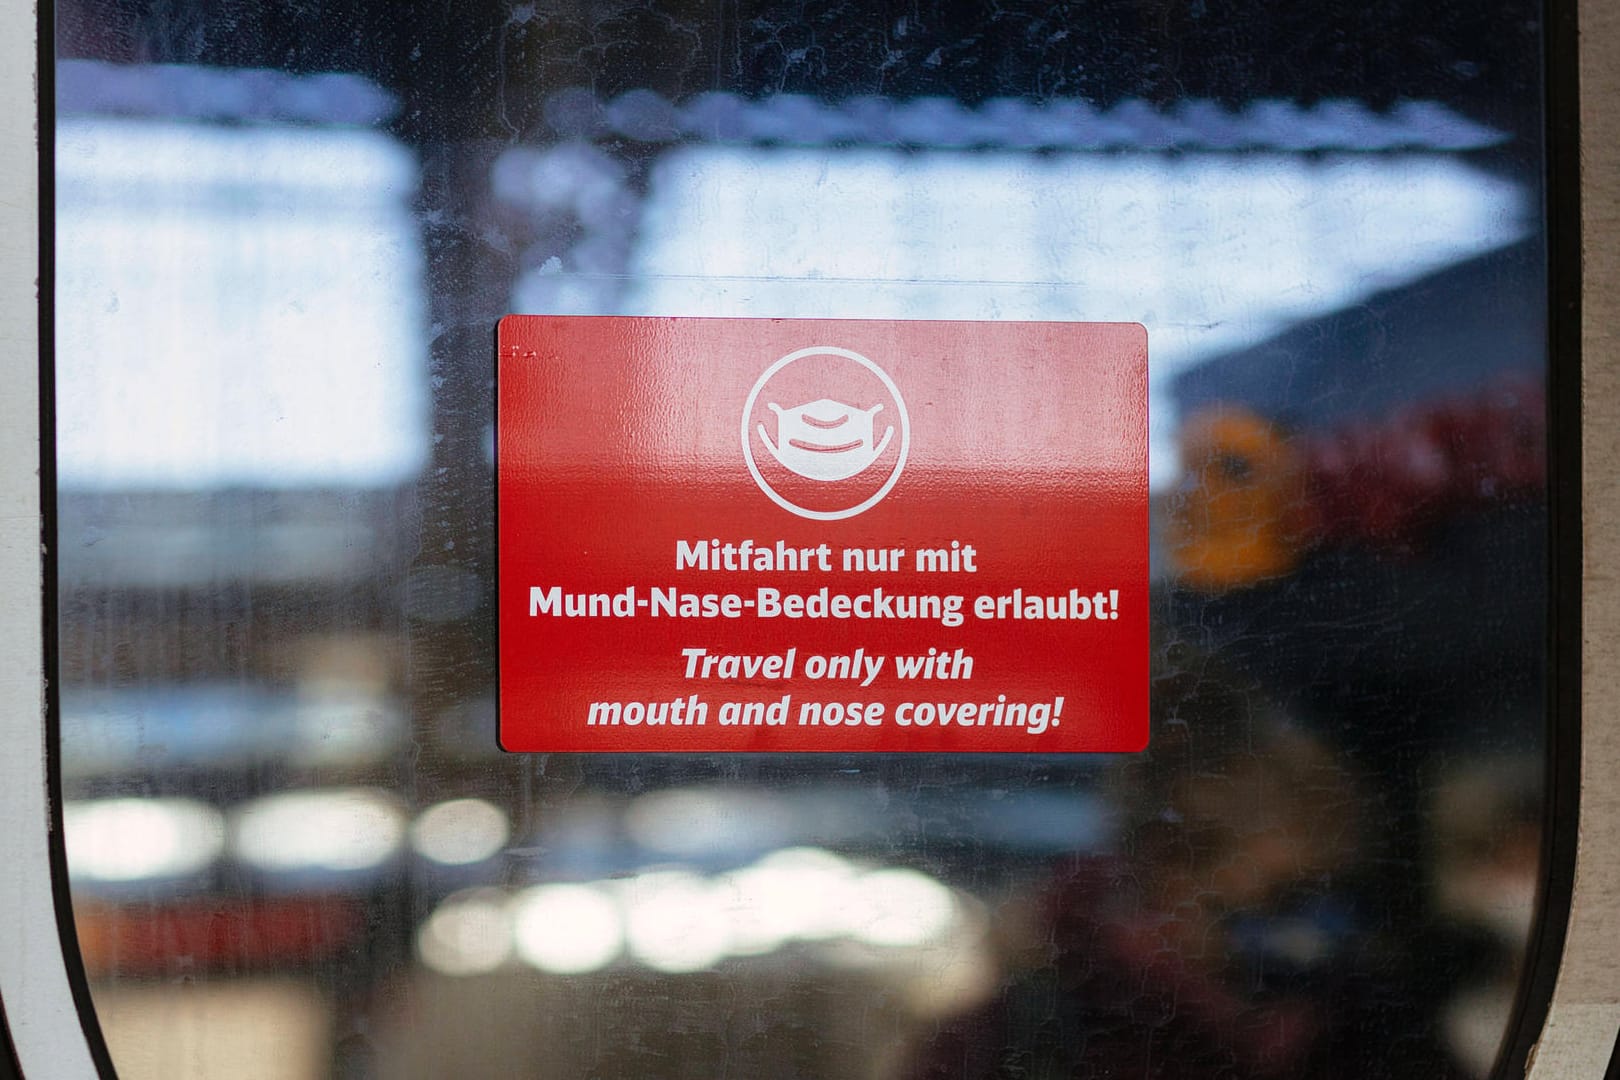 Mitfahrt nur mit
Mund-Nase-Bedeckung erlaubt!
Travel only with
mouth and nose covering!